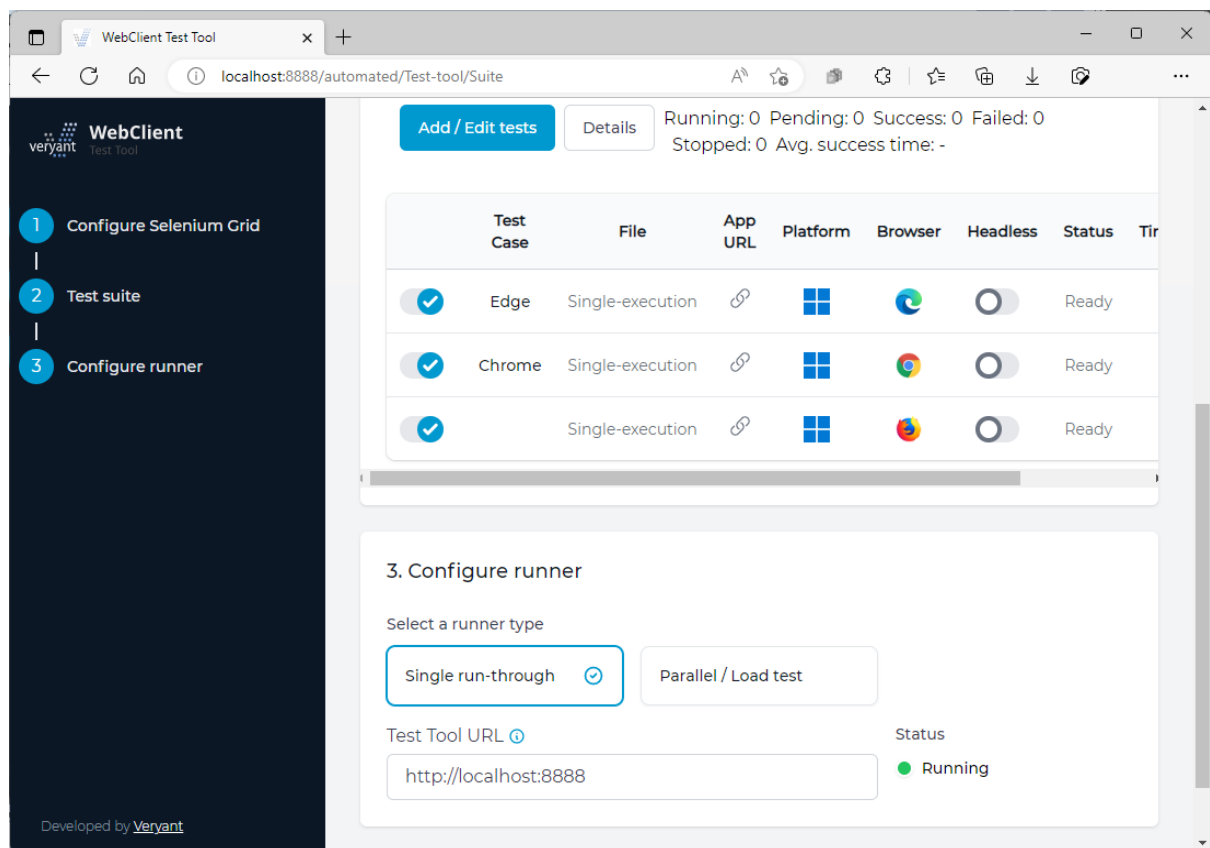 WebClient Test Tool
localhost:8888/automated/Test-tool/Suite
veryant
WebClient
Test Tool
1 Configure Selenium Grid
2 Test suite
3 Configure runner
Developed by Veryant
Add / Edit tests Details Running: 0 Pending: 0 Success: 0 Failed: 0
Stopped: 0 Avg. success time: -
Test Case File App URL Platform Browser Headless Status
Edge Single-execution Ready
Chrome Single-execution Ready
Single-execution Ready
3. Configure runner
Select a runner type
Single run-through Parallel / Load test
Test Tool URL Status
http://localhost:8888 Running